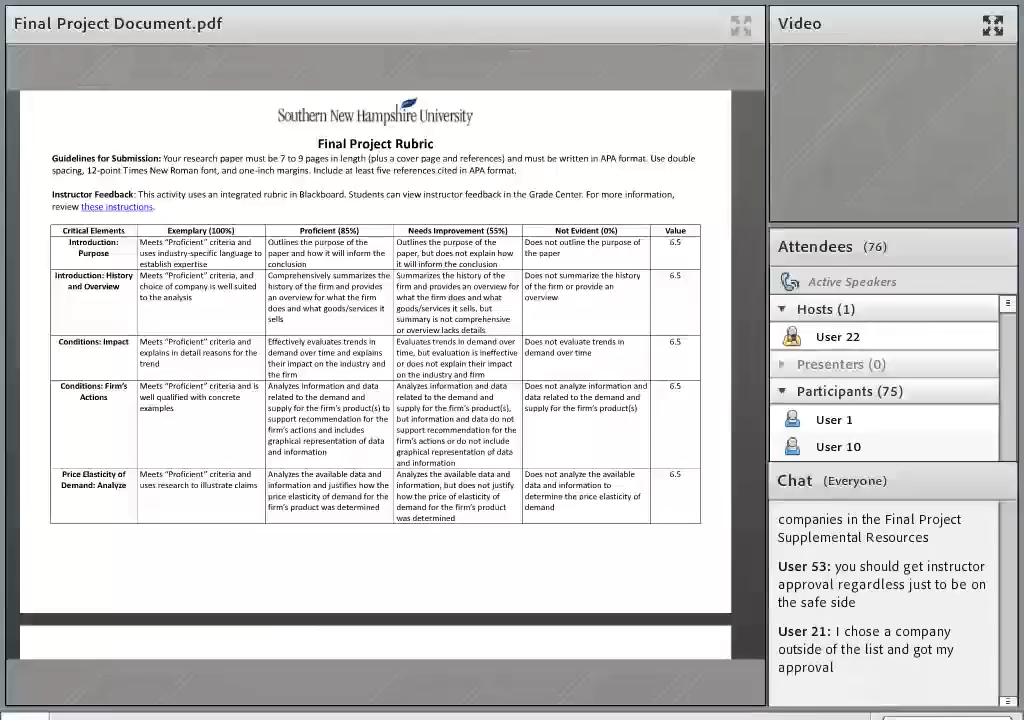 Final Project Document.pdf
Southern New Hampshire University
Final Project Rubric
Guidelines for Submission: Your research paper must be 7 to 9 pages in length (plus a cover page and references) and must be written in APA format. Use double
spacing, 12-point Times New Roman font, and one-inch margins. Include at least five references cited in APA format.
Instructor Feedback: This activity uses an integrated rubric in Blackboard. Students can view instructor feedback in the Grade Center. For more information,
review these instructions.
Critical Elements Exemplary (100%) Proficient (85%) Needs Improvement (55%) Not Evident (0%) Value
Introduction:
Purpose
Meets “Proficient” criteria and
uses industry-specific language to
establish expertise
Outlines the purpose of the
paper and how it will inform the
conclusion
Outlines the purpose of the
paper, but does not explain how
it will inform the conclusion
Does not outline the purpose of
the paper
6.5
Introduction: History
and Overview
Meets “Proficient” criteria, and
choice of company is well suited
to the analysis
Comprehensively summarizes the
history of the firm and provides
an overview for what the firm
does and what goods/services it
sells
Summarizes the history of the
firm and provides an overview for
what the firm does and what
goods/services it sells, but
summary is not comprehensive
or overview lacks details
Does not summarize the history
of the firm or provide an
overview
6.5
Conditions: Impact
Meets “Proficient” criteria and
explains in detail reasons for the
trend
Effectively evaluates trends in
demand over time and explains
their impact on the industry and
the firm
Evaluates trends in demand over
time, but evaluation is ineffective
or does not explain their impact
on the industry and firm
Does not evaluate trends in
demand over time
6.5
Conditions: Firm’s
Actions
Meets “Proficient” criteria and is
well qualified with concrete
examples
Analyzes information and data
related to the demand and
supply for the firm’s product(s) to
support recommendation for the
firm’s actions and includes
graphical representation of data
and information
Analyzes information and data
related to the demand and
supply for the firm’s product(s),
but information and data do not
support recommendation for the
firm’s actions or do not include
graphical representation of data
and information
Does not analyze information and
data related to the demand and
supply for the firm’s product(s)
6.5
Price Elasticity of
Demand: Analyze
Meets “Proficient” criteria and
uses research to illustrate claims
Analyzes the available data and
information and justifies how the
price elasticity of demand for the
firm’s product was determined
Analyzes the available data and
information, but does not justify
how the price of elasticity of
demand for the firm’s product
was determined
Does not analyze the available
data and information to
determine the price elasticity of
demand
6.5
Video
Attendees (76)
Active Speakers
Hosts (1)
User 22
Presenters (0)
Participants (75)
User 1
User 10
Chat (Everyone)
companies in the Final Project
Supplemental Resources
User 53: you should get instructor
approval regardless just to be on
the safe side
User 21: I chose a company
outside of the list and got my
approval